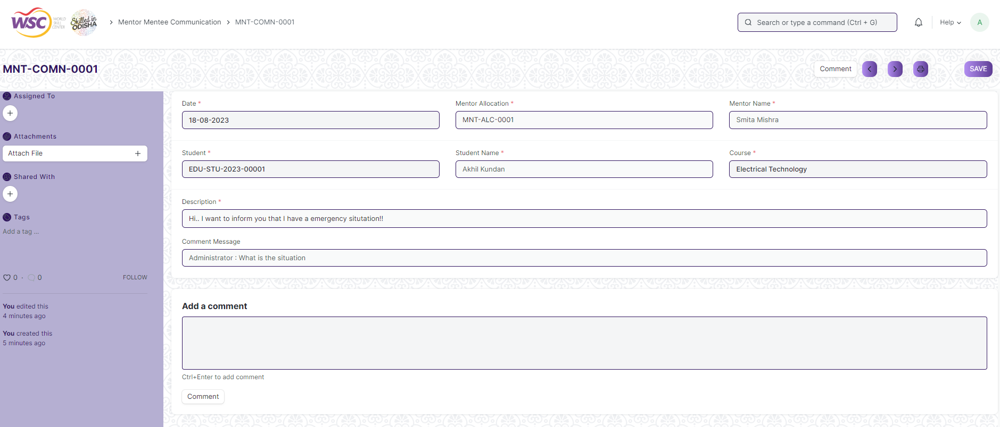 WSC WORLD SKILL CENTER
Skilled in ODISHA
Mentor Mentee Communication
MNT-COMN-0001
Search or type a command (Ctrl + G)
Help
A
MNT-COMN-0001
Comment
SAVE
Assigned To
Attachments
Attach File
Shared With
Tags
Add a tag ...
0 · 0
FOLLOW
You edited this
4 minutes ago
You created this
5 minutes ago
Date *
18-08-2023
Mentor Allocation *
MNT-ALC-0001
Mentor Name *
Smita Mishra
Student *
EDU-STU-2023-00001
Student Name *
Akhil Kundan
Course *
Electrical Technology
Description *
Hi.. I want to inform you that I have a emergency situtation!!
Comment Message
Administrator : What is the situation
Add a comment
Ctrl+Enter to add comment
Comment